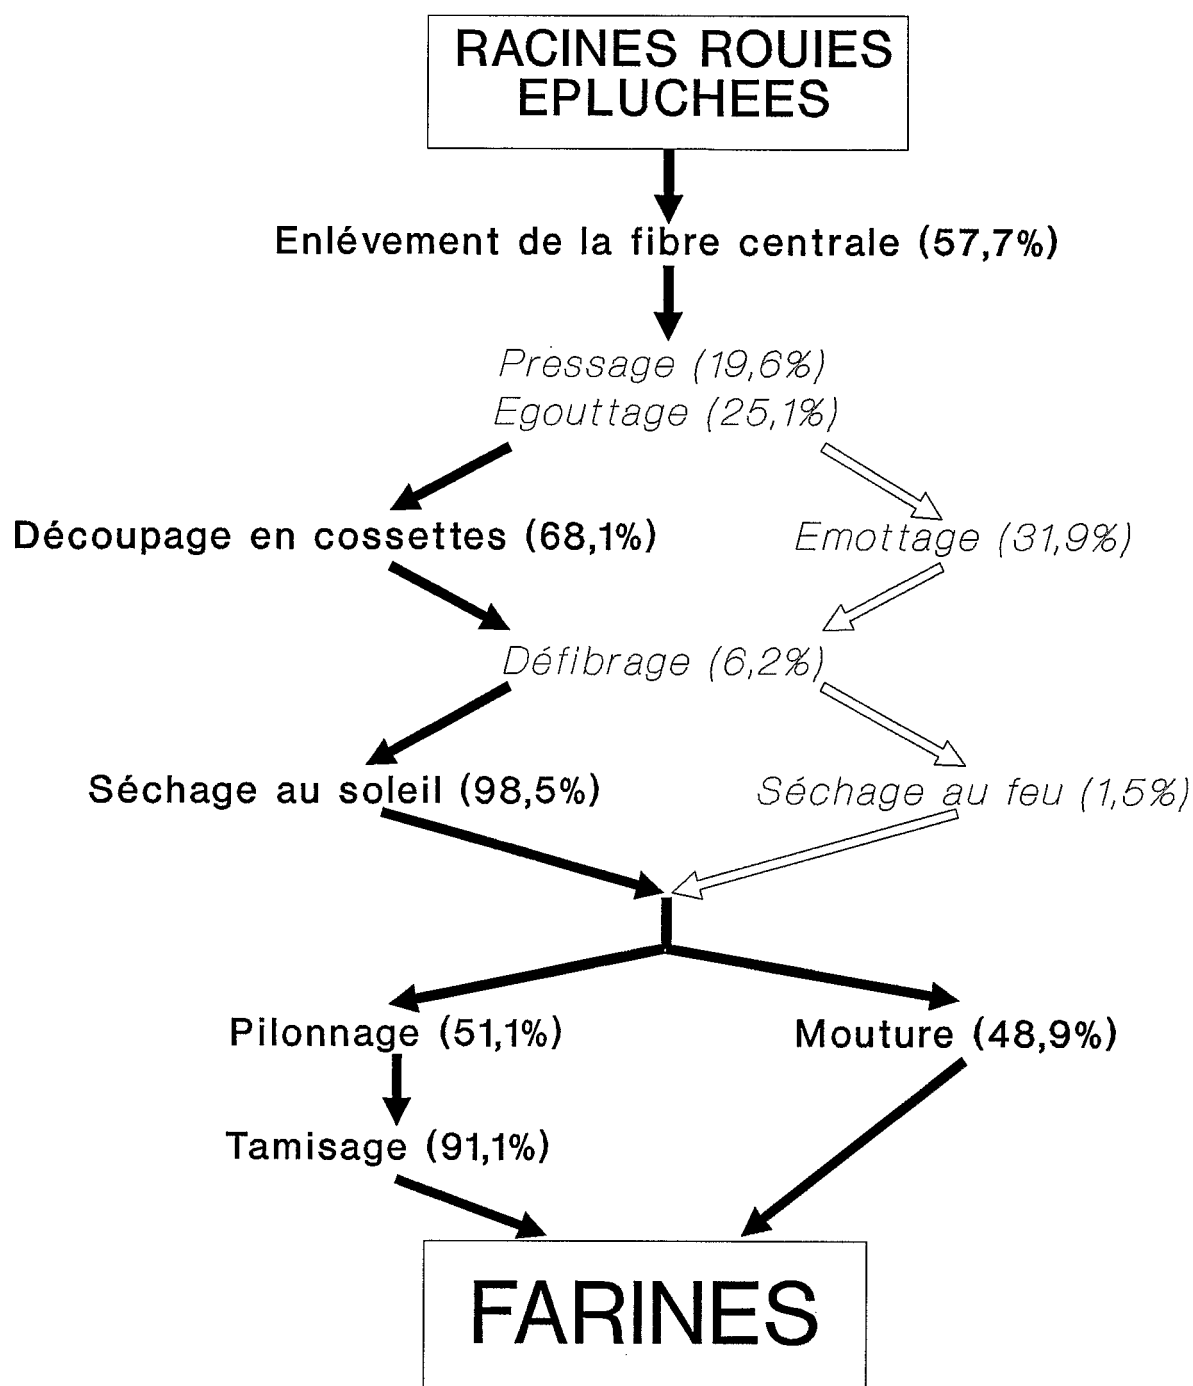 RACINES ROUIES
EPLUCHEES
Enlévement de la fibre centrale (57,7%)
Pressage (19,6%)
Egouttage (25,1%)
Découpage en cossettes (68,1%)
Emottage (31,9%)
Défibrage (6,2%)
Séchage au soleil (98,5%)
Séchage au feu (1,5%)
Pilonnage (51,1%)
Mouture (48,9%)
Tamisage (91,1%)
FARINES